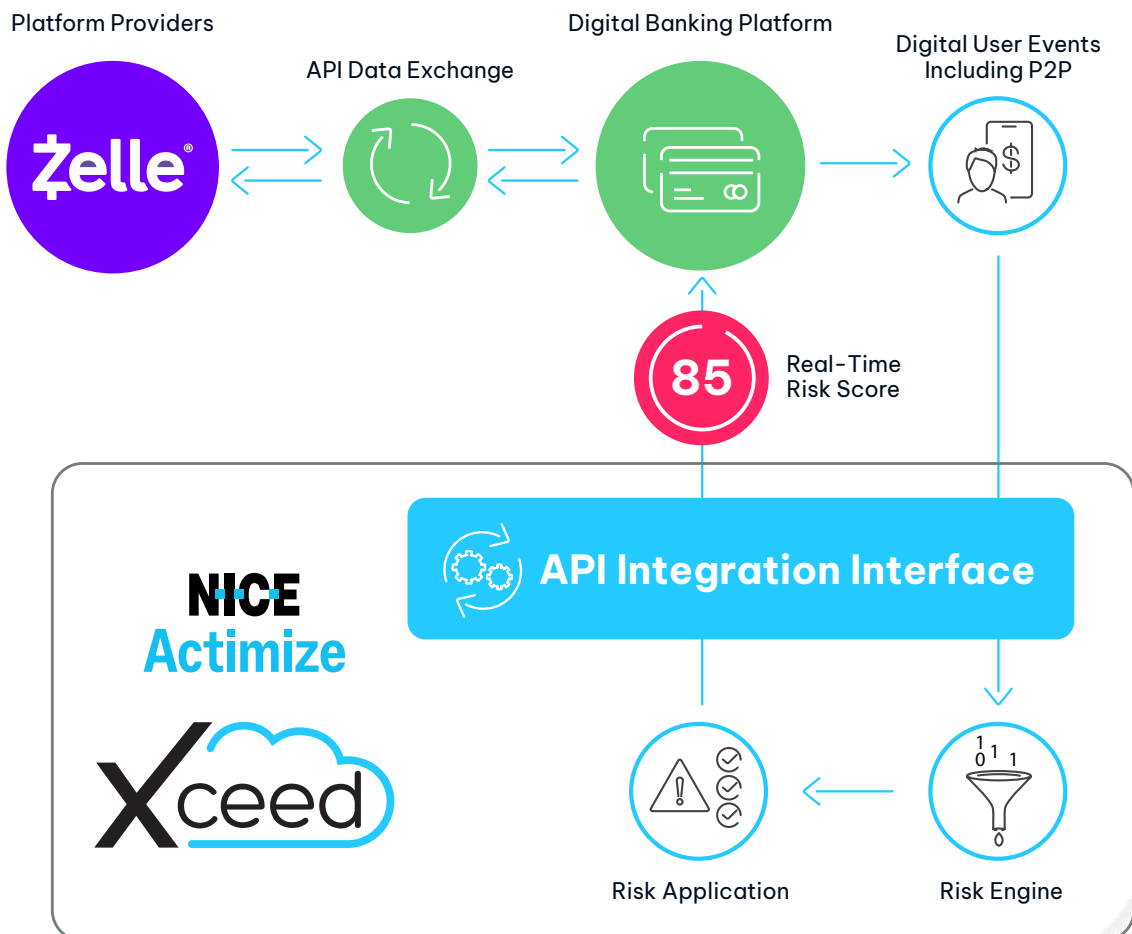 Platform Providers
Digital Banking Platform
Digital User Events
Including P2P
API Data Exchange
Zelle®
$
85
Real-Time
Risk Score
API Integration Interface
NICE
Actimize
Xceed
1
0 1 1
Risk Application
Risk Engine